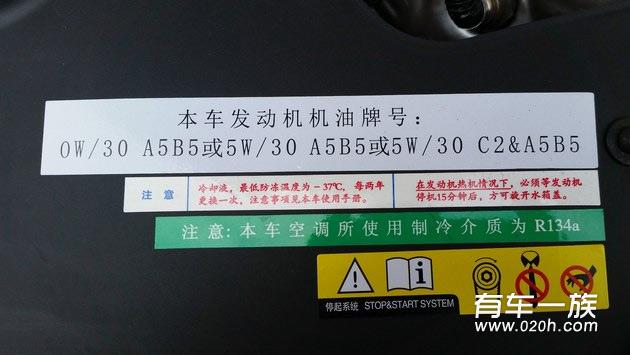 本车发动机机油牌号：
0W/30 A5B5或5W/30 A5B5或5W/30 C2&A5B5
注 意
冷却液，最低防冻温度为－37℃，每两年
更换一次，注意事项见本车使用手册。
在发动机热机情况下，必须等发动机
停机15分钟后，方可旋开水箱盖。
注意：本车空调所使用制冷介质为 R134a
停起系统 STOP&START SYSTEM
有车一族
www.020h.com